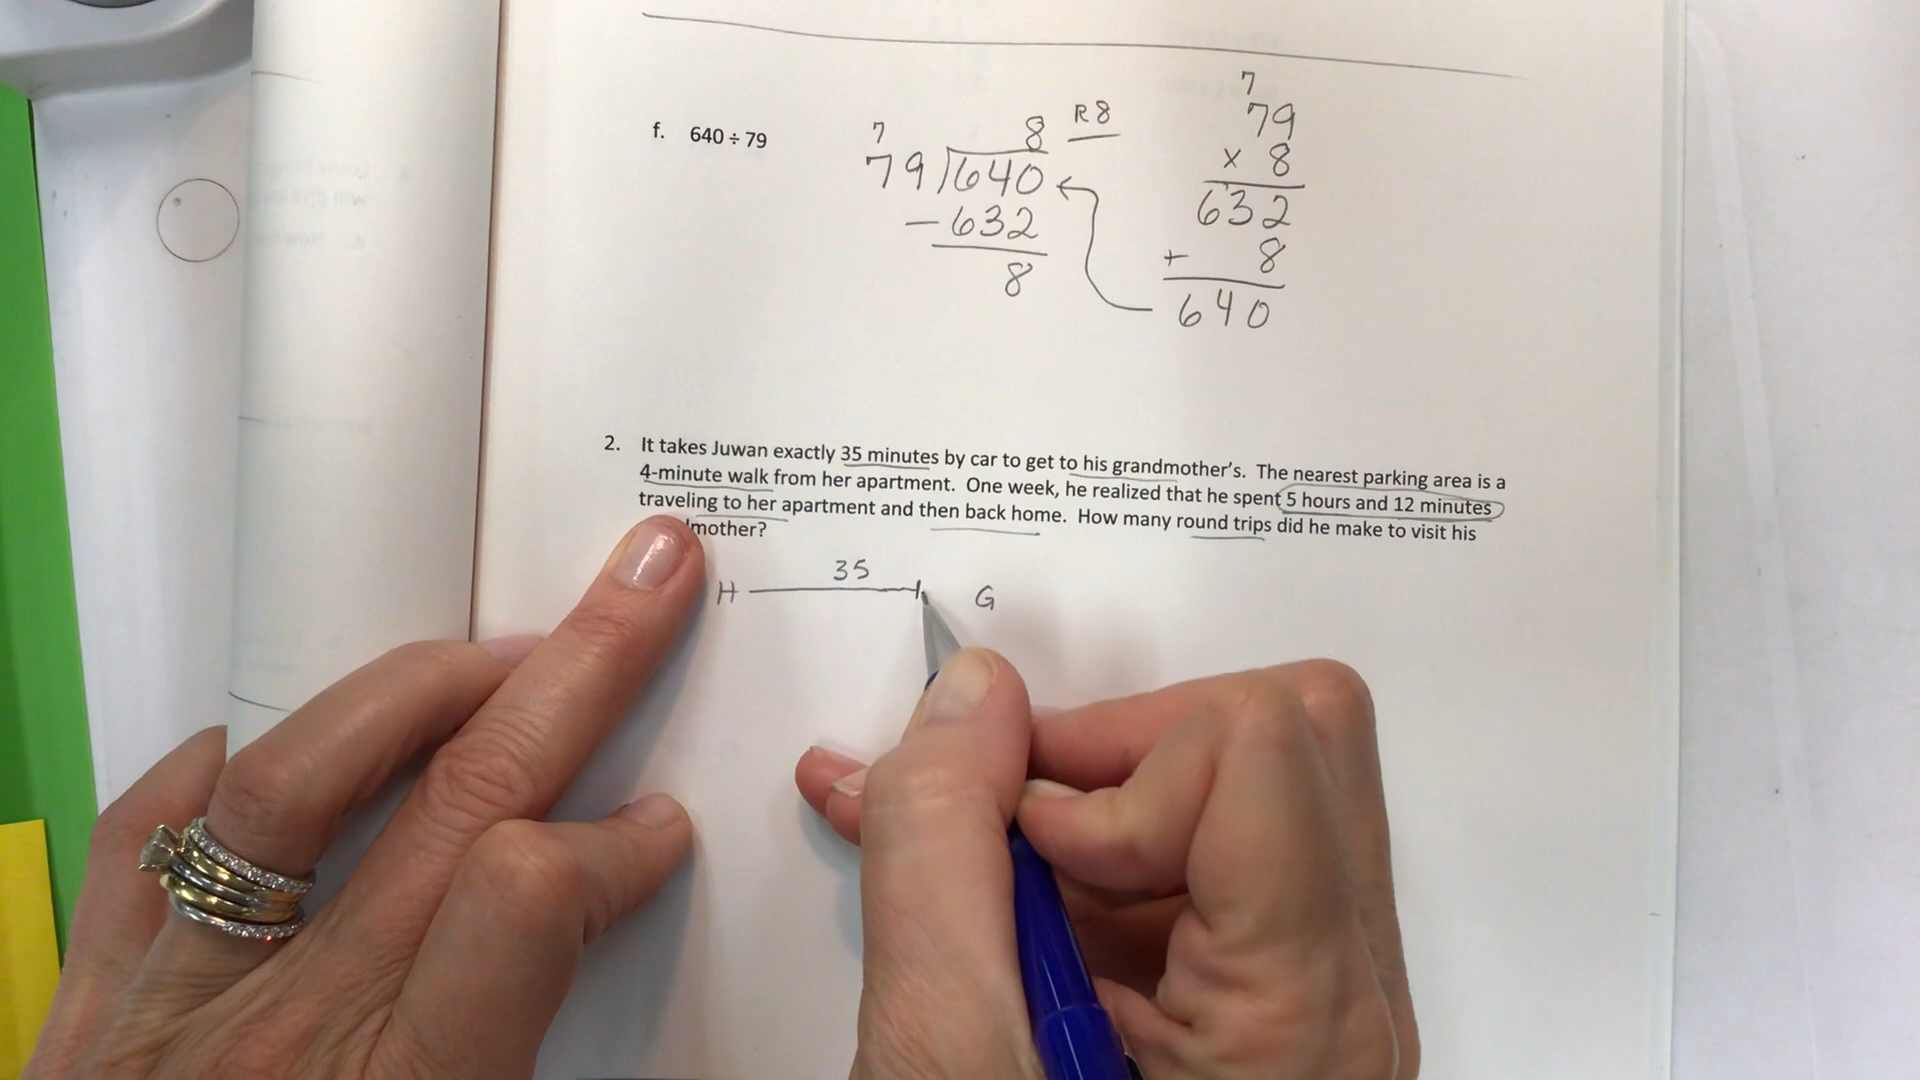 f. 640 ÷ 79
7
8 R8
79)640
-632
8
7
79
x 8
632
+ 8
640
2. It takes Juwan exactly 35 minutes by car to get to his grandmother's. The nearest parking area is a
4-minute walk from her apartment. One week, he realized that he spent 5 hours and 12 minutes
traveling to her apartment and then back home. How many round trips did he make to visit his
mother?
35
H G